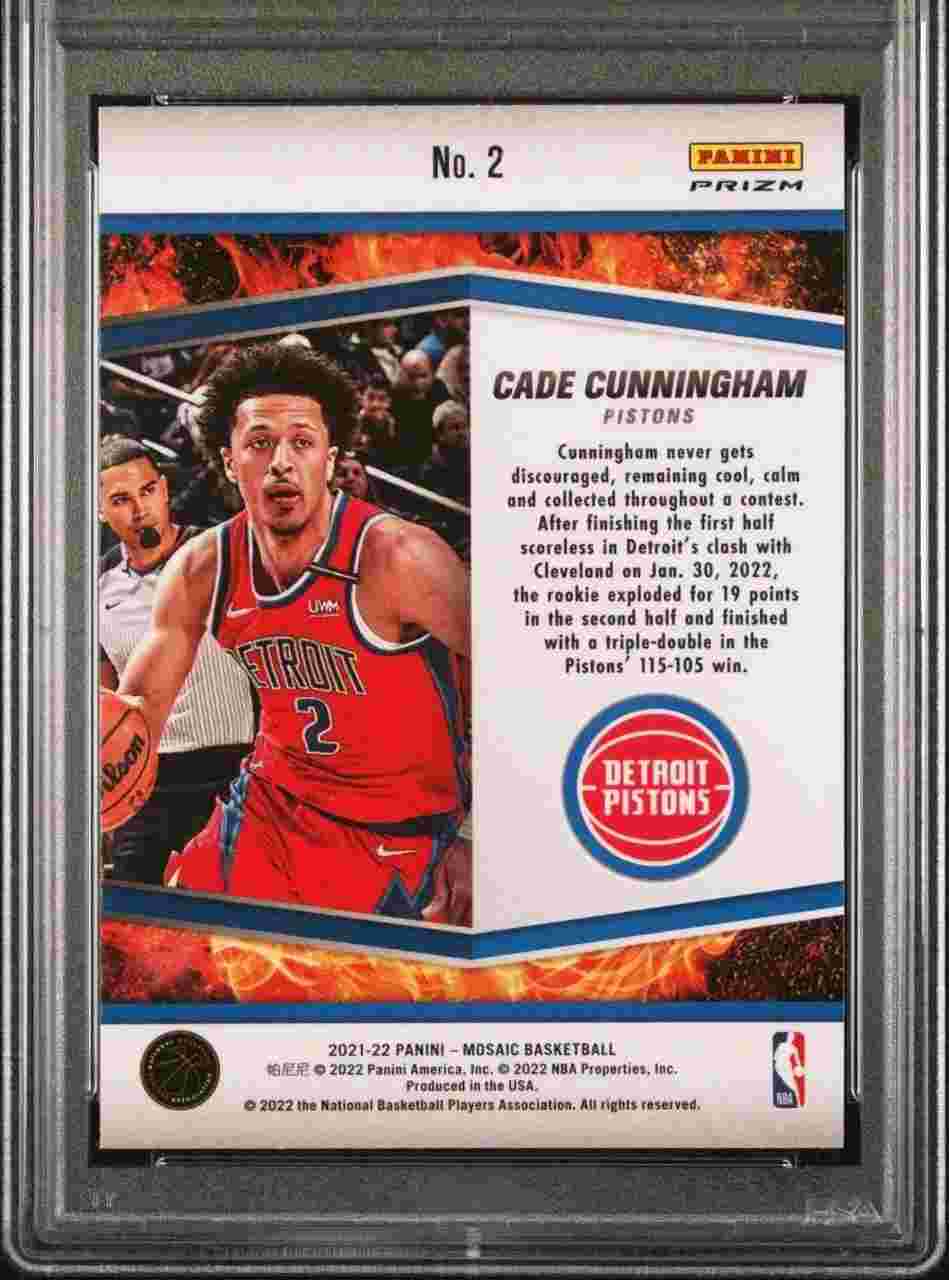 No. 2
PANINI
PRIZM
CADE CUNNINGHAM
PISTONS
Cunningham never gets
discouraged, remaining cool, calm
and collected throughout a contest.
After finishing the first half
scoreless in Detroit's clash with
Cleveland on Jan. 30, 2022,
the rookie exploded for 19 points
in the second half and finished
with a triple-double in the
Pistons' 115-105 win.
UWM
ETROIT
2
ilson
DETROIT
PISTONS
2021-22 PANINI – MOSAIC BASKETBALL
帕尼尼 © 2022 Panini America, Inc. © 2022 NBA Properties, Inc.
Produced in the USA.
© 2022 the National Basketball Players Association. All rights reserved.
NBA